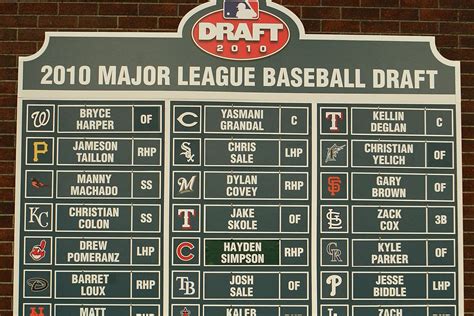 DRAFT
2010
2010 MAJOR LEAGUE BASEBALL DRAFT
BRYCE
HARPER OF
JAMESON
TAILLON RHP
MANNY
MACHADO SS
CHRISTIAN
COLON SS
DREW
POMERANZ LHP
BARRET
LOUX RHP
MATT
YASMANI
GRANDAL C
CHRIS
SALE LHP
DYLAN
COVEY RHP
JAKE
SKOLE OF
HAYDEN
SIMPSON RHP
JOSH
SALE OF
KALEB
KELLIN
DEGLAN C
CHRISTIAN
YELICH OF
GARY
BROWN OF
ZACK
COX 3B
KYLE
PARKER OF
JESSE
BIDDLE LHP